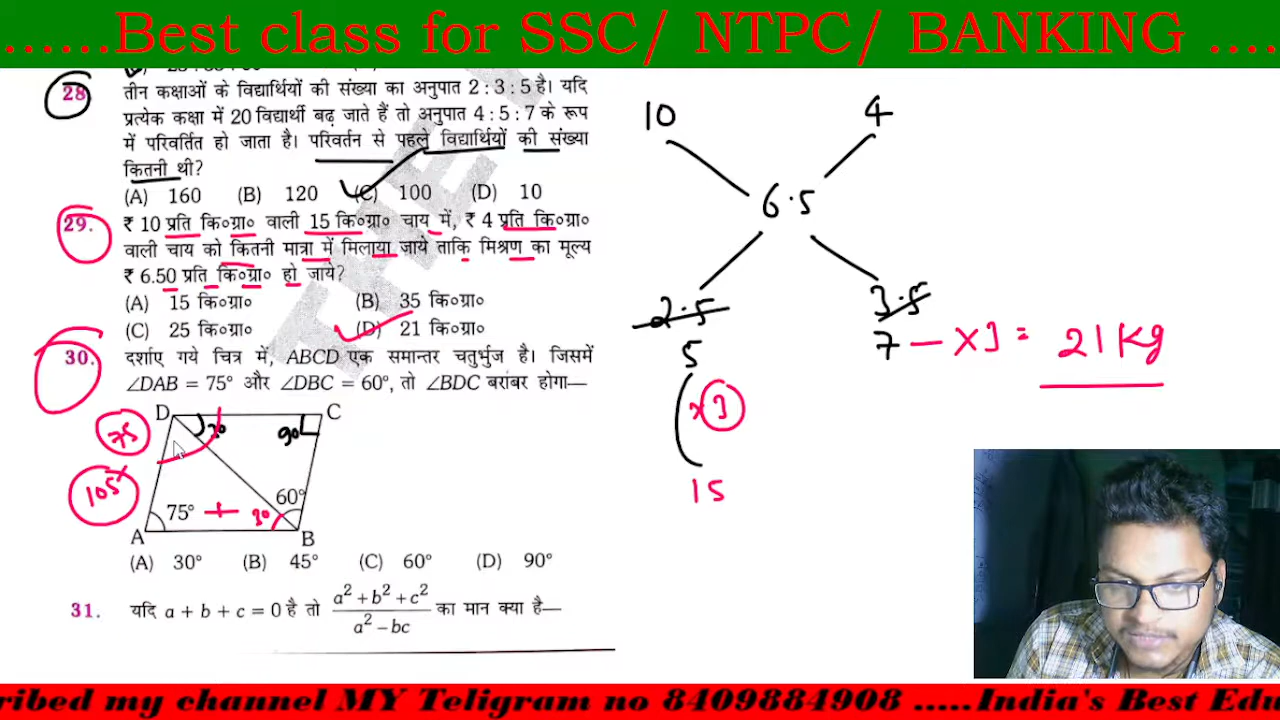 ......Best class for SSC/ NTPC/ BANKING ....
28
तीन कक्षाओं के विद्यार्थियों की संख्या का अनुपात 2 : 3 : 5 है। यदि
प्रत्येक कक्षा में 20 विद्यार्थी बढ़ जाते हैं तो अनुपात 4 : 5 : 7 के रूप
में परिवर्तित हो जाता है। परिवर्तन से पहले विद्यार्थियों की संख्या
कितनी थी?
(A) 160 (B) 120 (C) 100 (D) 10
29. ₹ 10 प्रति कि०ग्रा० वाली 15 कि०ग्रा० चाय में, ₹ 4 प्रति कि०ग्रा०
वाली चाय को कितनी मात्रा में मिलाया जाये ताकि मिश्रण का मूल्य
₹ 6.50 प्रति कि०ग्रा० हो जाये?
(A) 15 कि०ग्रा० (B) 35 कि०ग्रा०
(C) 25 कि०ग्रा० (D) 21 कि०ग्रा०
30. दर्शाए गये चित्र में, ABCD एक समान्तर चतुर्भुज है। जिसमें
∠DAB = 75° और ∠DBC = 60°, तो ∠BDC बरांबर होगा—
D C
75 90
105
75° + 60°
A B
(A) 30° (B) 45° (C) 60° (D) 90°
31. यदि a + b + c = 0 है तो (a² + b² + c²)/(a² – bc) का मान क्या है—
10 4
6.5
2.5 3.5
5 7 – ×3 = 21 Kg
×3
15
ribed my channel MY Teligram no 8409884908 ......India's Best Edu